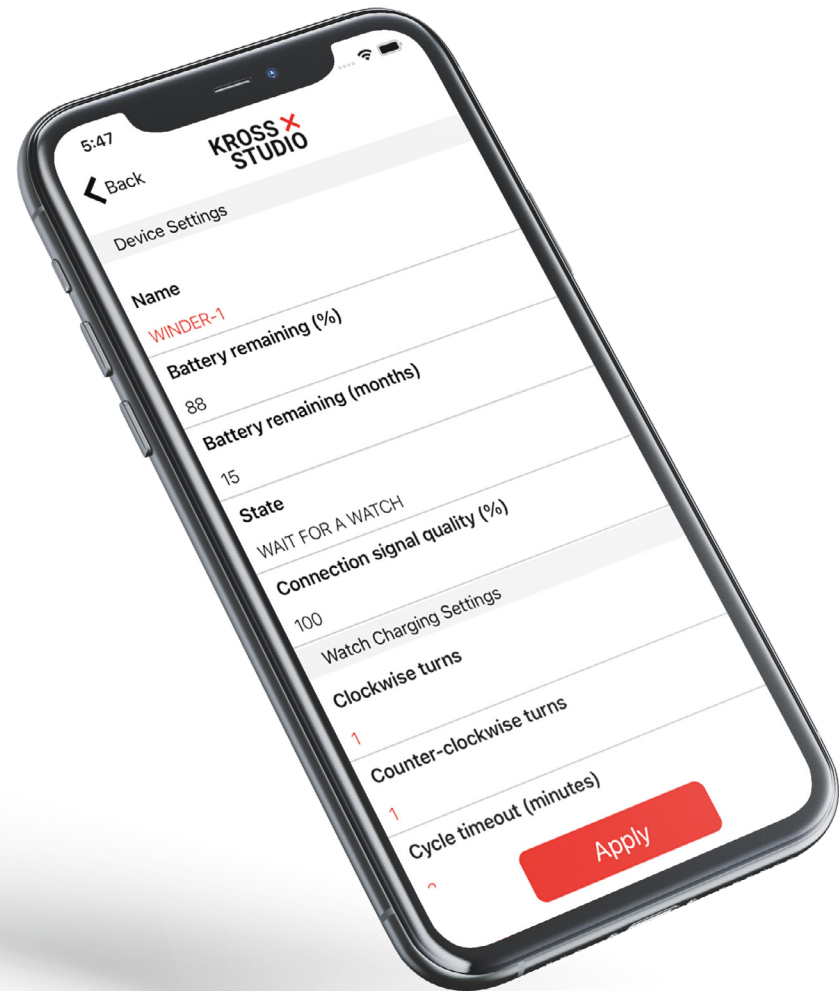 5:47
Back
KROSS
STUDIO
Device Settings
Name
WINDER-1
Battery remaining (%)
88
Battery remaining (months)
15
State
WAIT FOR A WATCH
Connection signal quality (%)
100
Watch Charging Settings
Clockwise turns
1
Counter-clockwise turns
1
Cycle timeout (minutes)
Apply